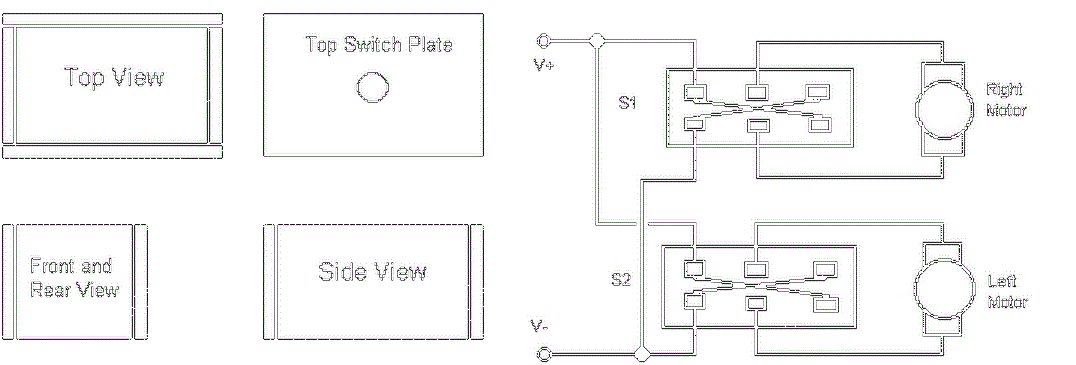 Top View
Top Switch Plate
Front and
Rear View
Side View
V+
S1
Right
Motor
S2
Left
Motor
V-